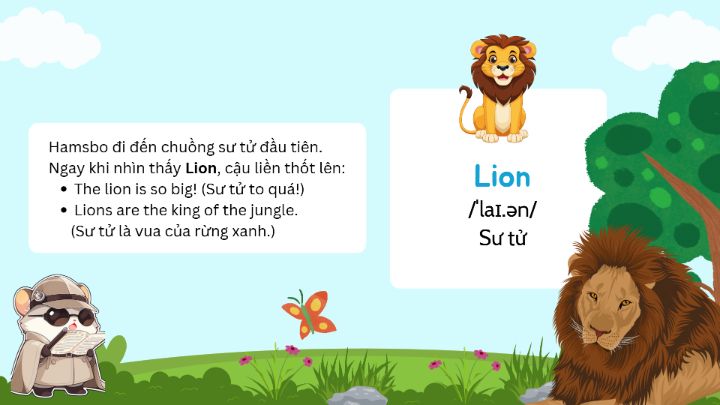 Hamsbo đi đến chuồng sư tử đầu tiên.
Ngay khi nhìn thấy Lion, cậu liền thốt lên:
• The lion is so big! (Sư tử to quá!)
• Lions are the king of the jungle.
(Sư tử là vua của rừng xanh.)
Lion
/ˈlaɪ.ən/
Sư tử